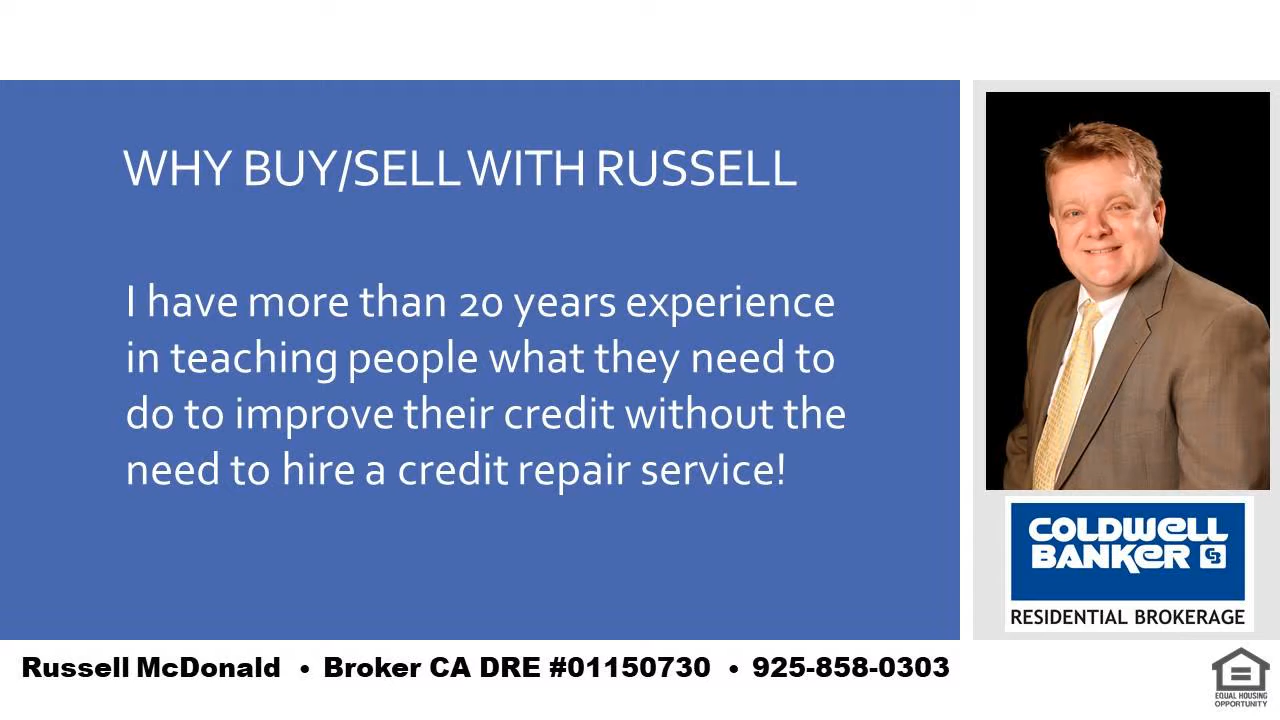 WHY BUY/SELL WITH RUSSELL
I have more than 20 years experience
in teaching people what they need to
do to improve their credit without the
need to hire a credit repair service!
COLDWELL
BANKER CB
RESIDENTIAL BROKERAGE
Russell McDonald • Broker CA DRE #01150730 • 925-858-0303
EQUAL HOUSING
OPPORTUNITY